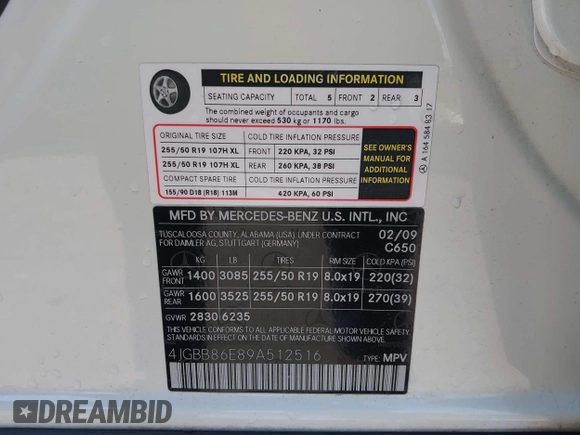 TIRE AND LOADING INFORMATION
SEATING CAPACITY TOTAL 5 FRONT 2 REAR 3
The combined weight of occupants and cargo
should never exceed 530 kg or 1170 lbs.
ORIGINAL TIRE SIZE COLD TIRE INFLATION PRESSURE
255/50 R19 107H XL FRONT 220 KPA, 32 PSI
255/50 R19 107H XL REAR 260 KPA, 38 PSI
COMPACT SPARE TIRE COLD TIRE INFLATION PRESSURE
155/90 D18 (R18) 113M 420 KPA, 60 PSI
SEE OWNER'S
MANUAL FOR
ADDITIONAL
INFORMATION
A 164 584 83 17
MFD BY MERCEDES-BENZ U.S. INTL., INC
TUSCALOOSA COUNTY, ALABAMA (USA). UNDER CONTRACT
FOR DAIMLER AG, STUTTGART (GERMANY)
02/09
C650
KG LB TIRES RIM SIZE COLD KPA (PSI)
GAWR FRONT 1400 3085 255/50 R19 8.0x19 220(32)
GAWR REAR 1600 3525 255/50 R19 8.0x19 270(39)
GVWR 2830 6235
THIS VEHICLE CONFORMS TO ALL APPLICABLE FEDERAL MOTOR VEHICLE SAFETY
STANDARDS IN EFFECT ON THE DATE OF MANUFACTURE SHOWN ABOVE.
4JGBB86E89A512516 TYPE: MPV
DREAMBID